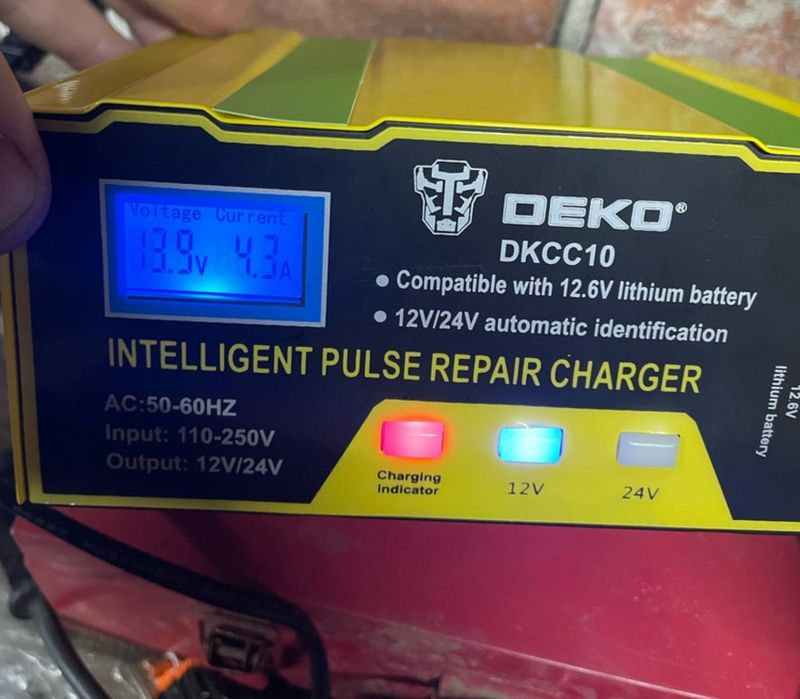 Voltage Current
13.9V 4.3A
DEKO®
DKCC10
• Compatible with 12.6V lithium battery
• 12V/24V automatic identification
INTELLIGENT PULSE REPAIR CHARGER
AC:50-60HZ
Input: 110-250V
Output: 12V/24V
Charging
Indicator
12V
24V
12.6V
lithium battery